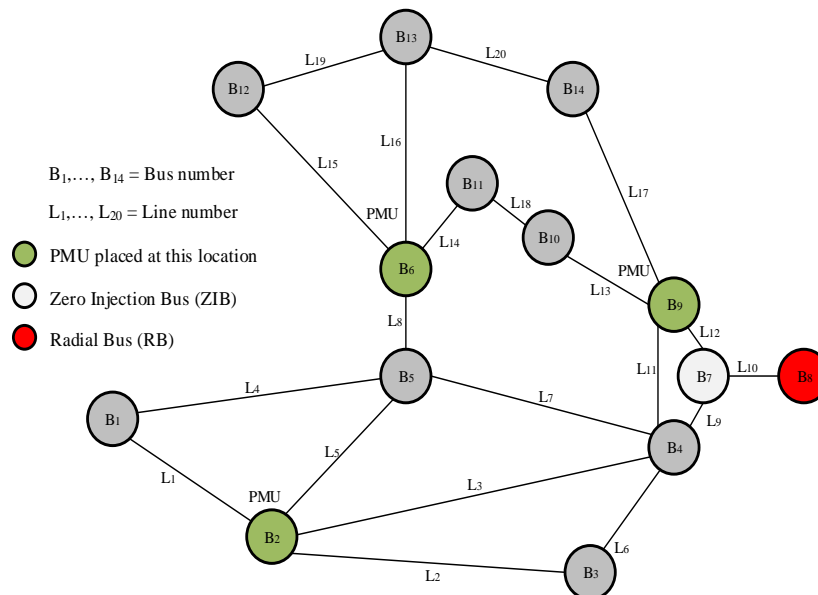 B13
L19
L20
B12
B14
L16
L15
B11
L17
B1,…, B14 = Bus number
L18
PMU
B10
L1,…, L20 = Line number
L14
PMU
PMU placed at this location
B6
L13
B9
Zero Injection Bus (ZIB)
L8
L12
Radial Bus (RB)
L11
L10
B5
B7
B8
L4
L7
L9
B1
L5
B4
L3
L1
PMU
B2
L6
L2
B3